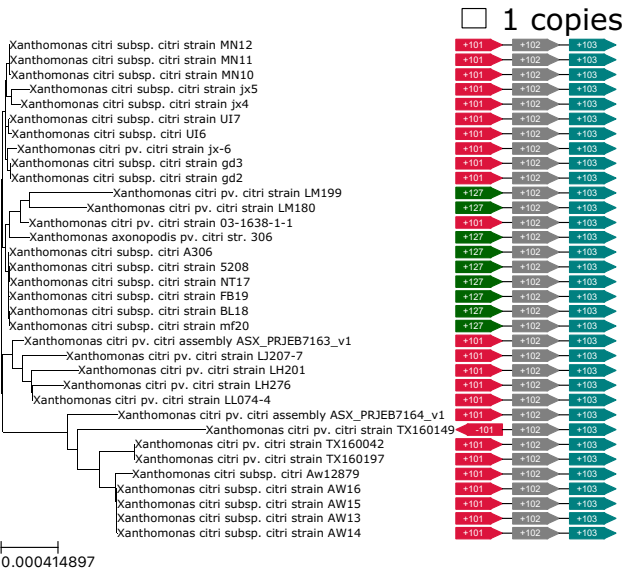 1 copies
Xanthomonas citri subsp. citri strain MN12 +101 +102 +103
Xanthomonas citri subsp. citri strain MN11 +101 +102 +103
Xanthomonas citri subsp. citri strain MN10 +101 +102 +103
Xanthomonas citri subsp. citri strain jx5 +101 +102 +103
Xanthomonas citri subsp. citri strain jx4 +101 +102 +103
Xanthomonas citri subsp. citri strain UI7 +101 +102 +103
Xanthomonas citri subsp. citri UI6 +101 +102 +103
Xanthomonas citri pv. citri strain jx-6 +101 +102 +103
Xanthomonas citri subsp. citri strain gd3 +101 +102 +103
Xanthomonas citri subsp. citri strain gd2 +101 +102 +103
Xanthomonas citri pv. citri strain LM199 +127 +102 +103
Xanthomonas citri pv. citri strain LM180 +127 +102 +103
Xanthomonas citri pv. citri strain 03-1638-1-1 +101 +102 +103
Xanthomonas axonopodis pv. citri str. 306 +127 +102 +103
Xanthomonas citri subsp. citri A306 +127 +102 +103
Xanthomonas citri subsp. citri strain 5208 +127 +102 +103
Xanthomonas citri subsp. citri strain NT17 +127 +102 +103
Xanthomonas citri subsp. citri strain FB19 +127 +102 +103
Xanthomonas citri subsp. citri strain BL18 +127 +102 +103
Xanthomonas citri subsp. citri strain mf20 +127 +102 +103
Xanthomonas citri pv. citri assembly ASX_PRJEB7163_v1 +101 +102 +103
Xanthomonas citri pv. citri strain LJ207-7 +101 +102 +103
Xanthomonas citri pv. citri strain LH201 +101 +102 +103
Xanthomonas citri pv. citri strain LH276 +101 +102 +103
Xanthomonas citri pv. citri strain LL074-4 +101 +102 +103
Xanthomonas citri pv. citri assembly ASX_PRJEB7164_v1 +101 +102 +103
Xanthomonas citri pv. citri strain TX160149 -101 +102 +103
Xanthomonas citri pv. citri strain TX160042 +101 +102 +103
Xanthomonas citri pv. citri strain TX160197 +101 +102 +103
Xanthomonas citri subsp. citri Aw12879 +101 +102 +103
Xanthomonas citri subsp. citri strain AW16 +101 +102 +103
Xanthomonas citri subsp. citri strain AW15 +101 +102 +103
Xanthomonas citri subsp. citri strain AW13 +101 +102 +103
Xanthomonas citri subsp. citri strain AW14 +101 +102 +103
0.000414897